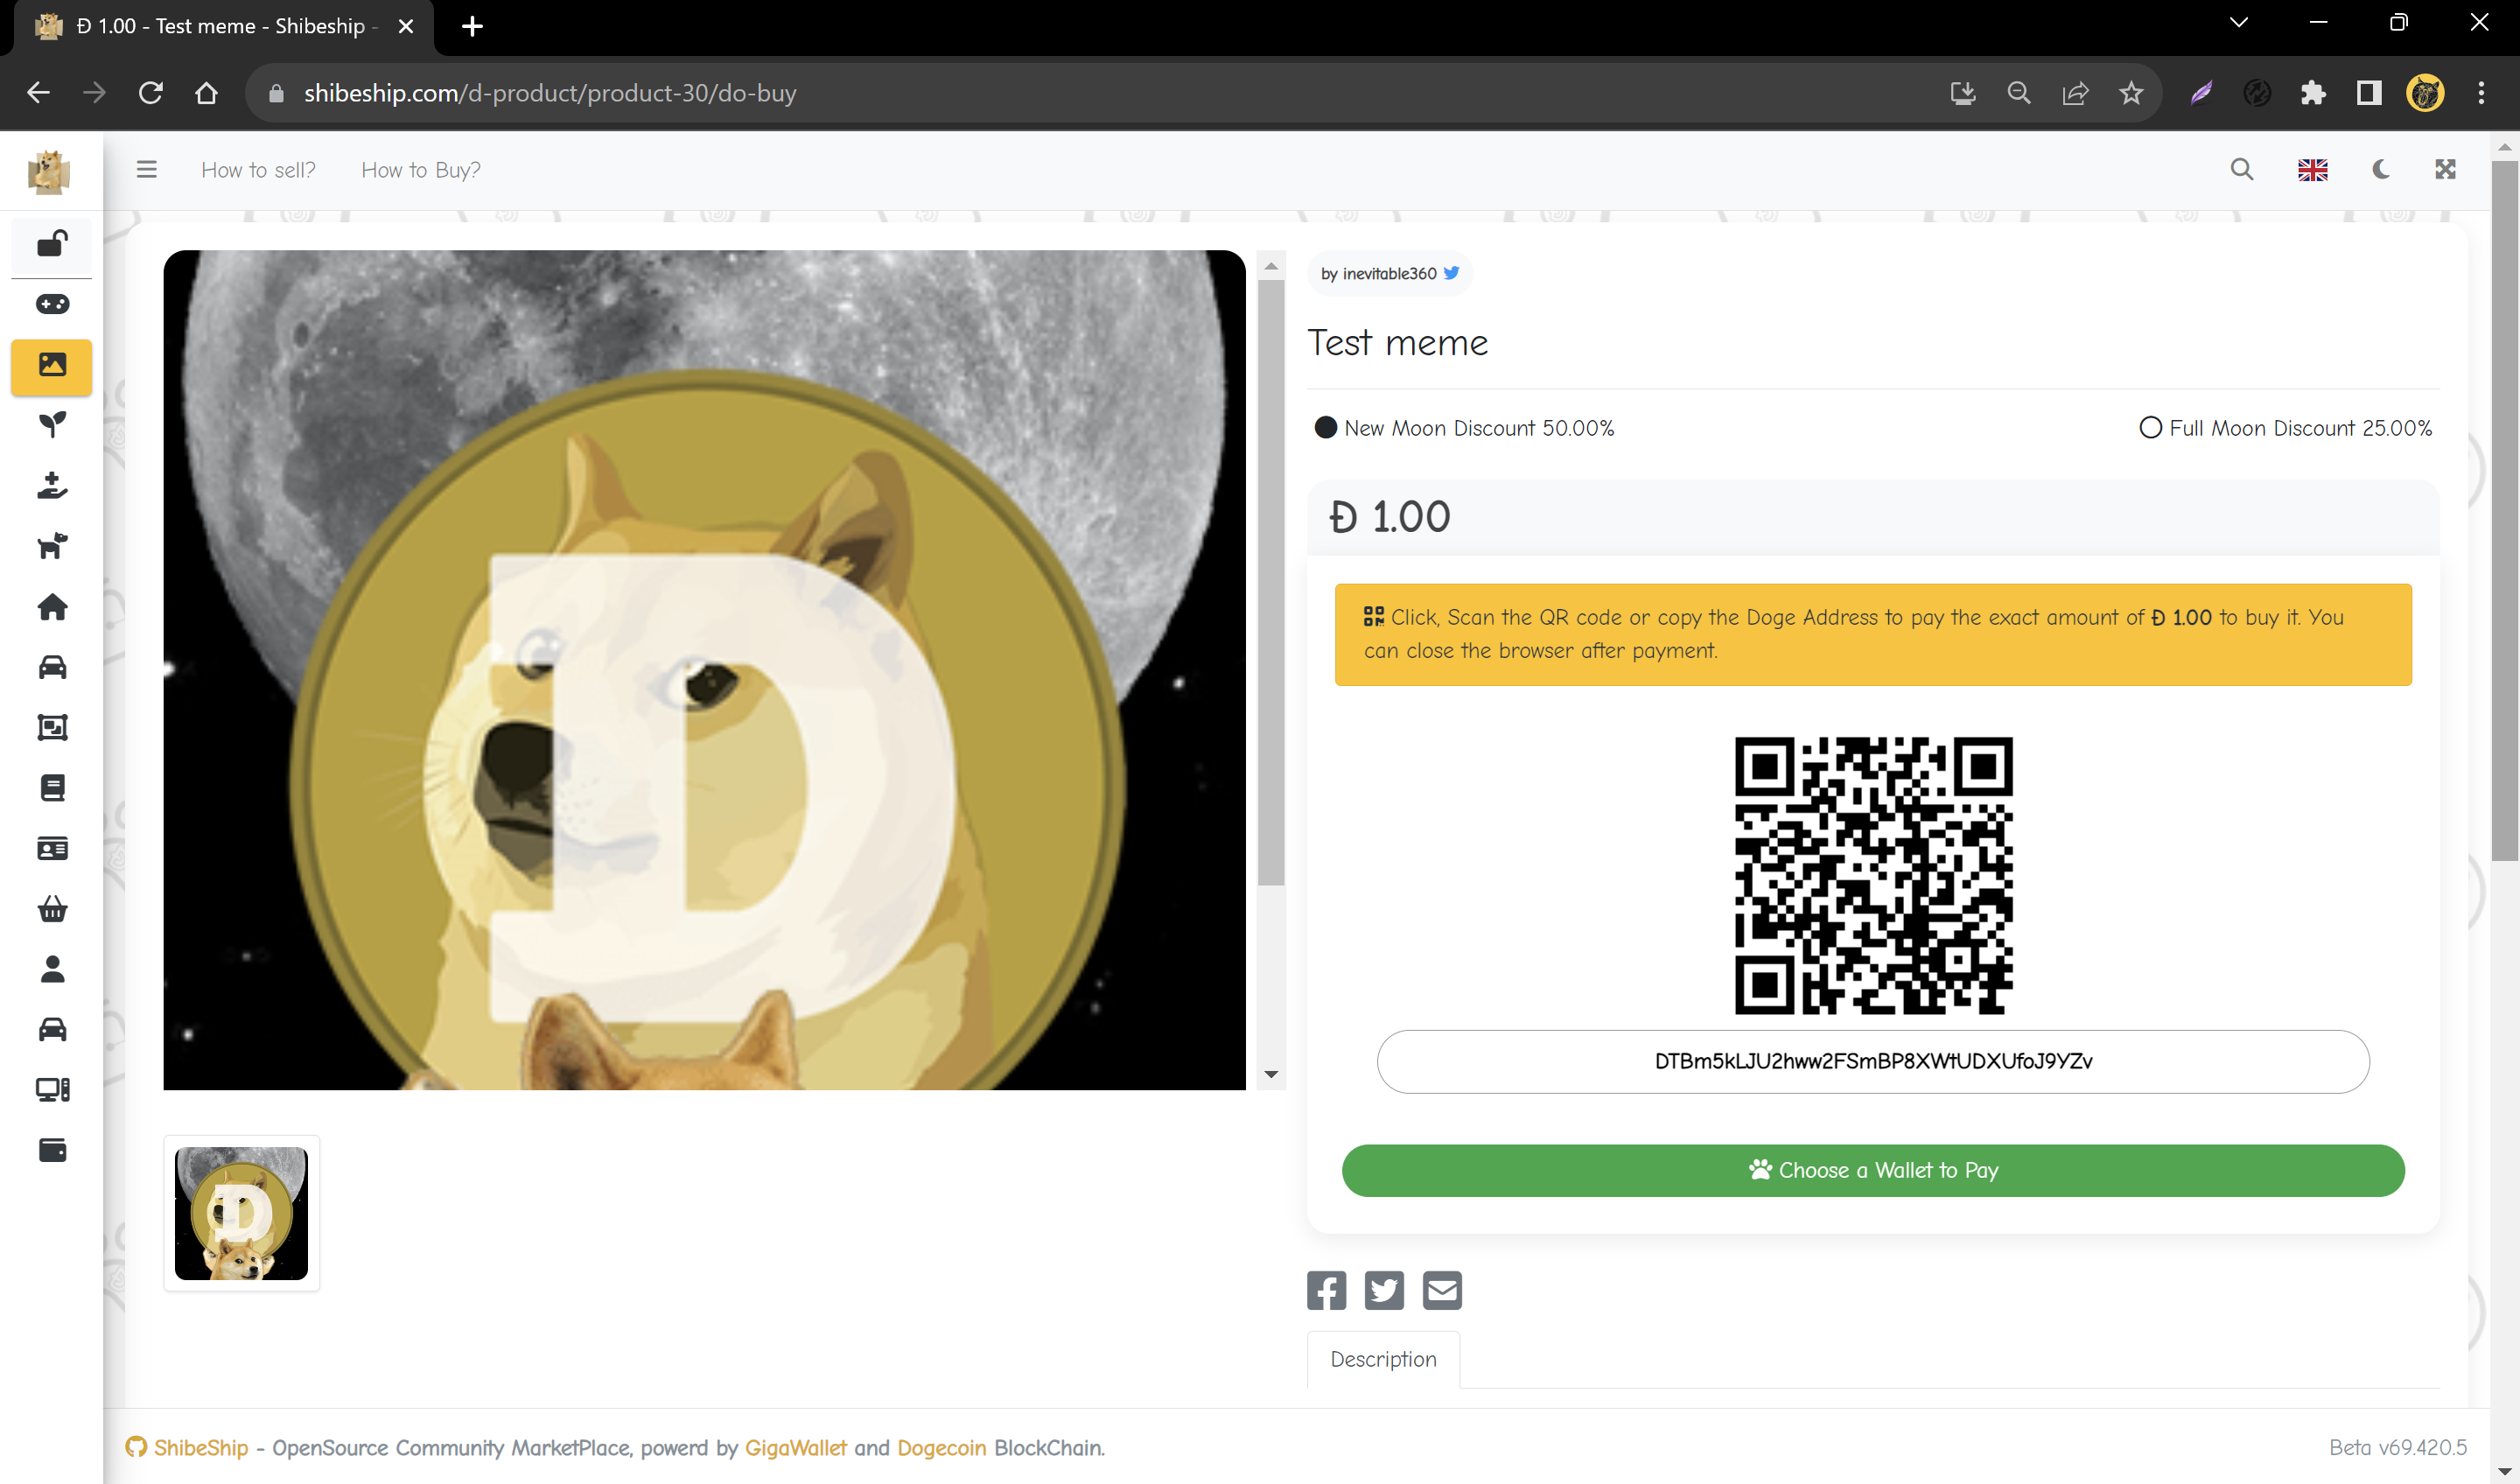 Ð 1.00 - Test meme - Shibeship -
shibeship.com/d-product/product-30/do-buy
How to sell? How to Buy?
by inevitable360
Test meme
New Moon Discount 50.00% Full Moon Discount 25.00%
Ð 1.00
Click, Scan the QR code or copy the Doge Address to pay the exact amount of Ð 1.00 to buy it. You
can close the browser after payment.
D
DTBm5kLJU2hww2FSmBP8XWtUDXUfoJ9YZv
Choose a Wallet to Pay
D
Description
ShibeShip - OpenSource Community MarketPlace, powerd by GigaWallet and Dogecoin BlockChain.
Beta v69.420.5